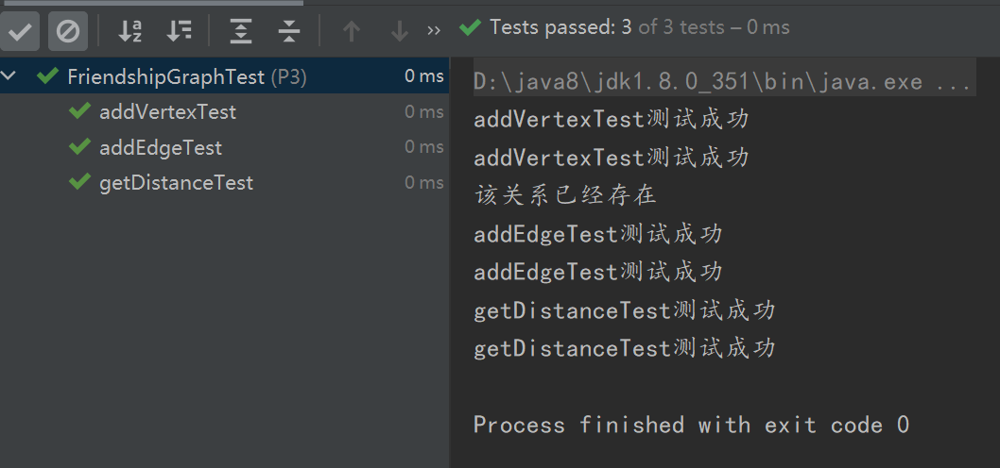 Tests passed: 3 of 3 tests – 0 ms
FriendshipGraphTest (P3) 0 ms
addVertexTest 0 ms
addEdgeTest 0 ms
getDistanceTest 0 ms
D:\java8\jdk1.8.0_351\bin\java.exe ...
addVertexTest测试成功
addVertexTest测试成功
该关系已经存在
addEdgeTest测试成功
addEdgeTest测试成功
getDistanceTest测试成功
getDistanceTest测试成功
Process finished with exit code 0